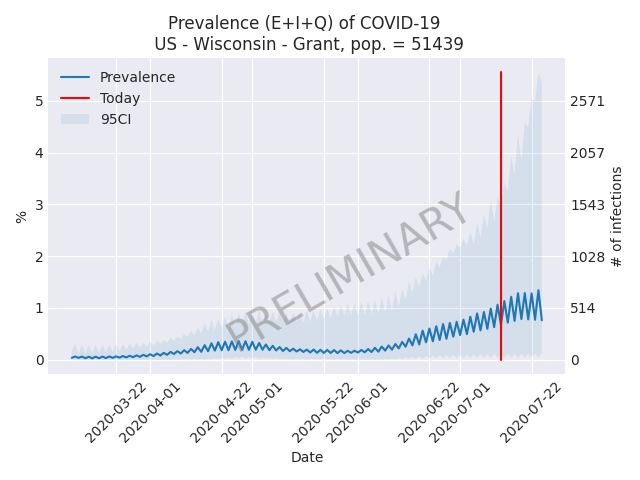 Prevalence (E+I+Q) of COVID-19
US - Wisconsin - Grant, pop. = 51439
Prevalence
Today
95CI
5
4
3
2
1
0
%
2571
2057
1543
1028
514
0
# of infections
PRELIMINARY
2020-03-22
2020-04-01
2020-04-22
2020-05-01
2020-05-22
2020-06-01
2020-06-22
2020-07-01
2020-07-22
Date